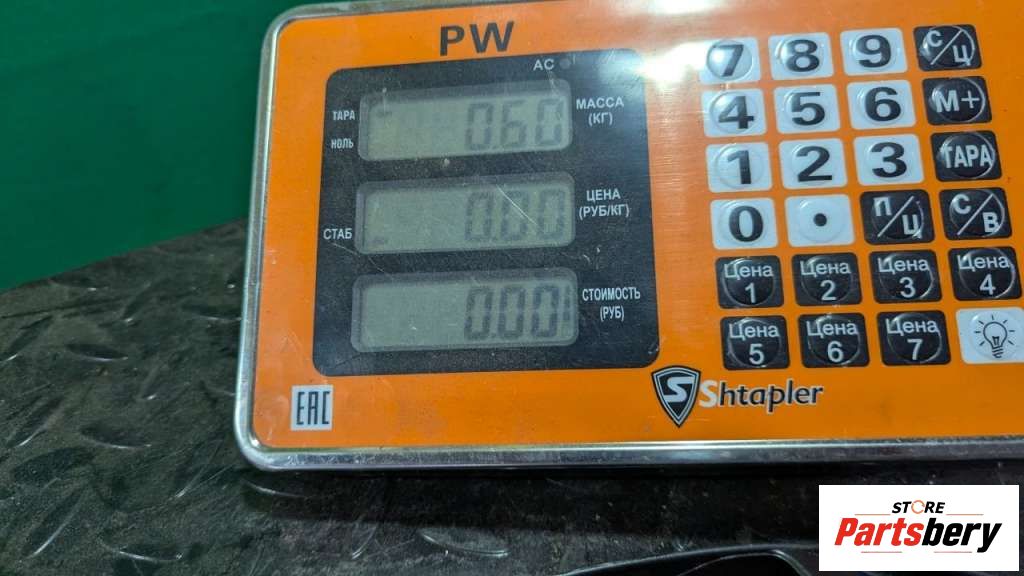 PW
AC
ТАРА
НОЛЬ
0.60
МАССА
(КГ)
СТАБ
0.00
ЦЕНА
(РУБ/КГ)
0.00
СТОИМОСТЬ
(РУБ)
7 8 9 С/Ц
4 5 6 М+
1 2 3 ТАРА
0 • П/Ц С/В
Цена 1 Цена 2 Цена 3 Цена 4
Цена 5 Цена 6 Цена 7
EAC
S Shtapler
STORE
Partsbery